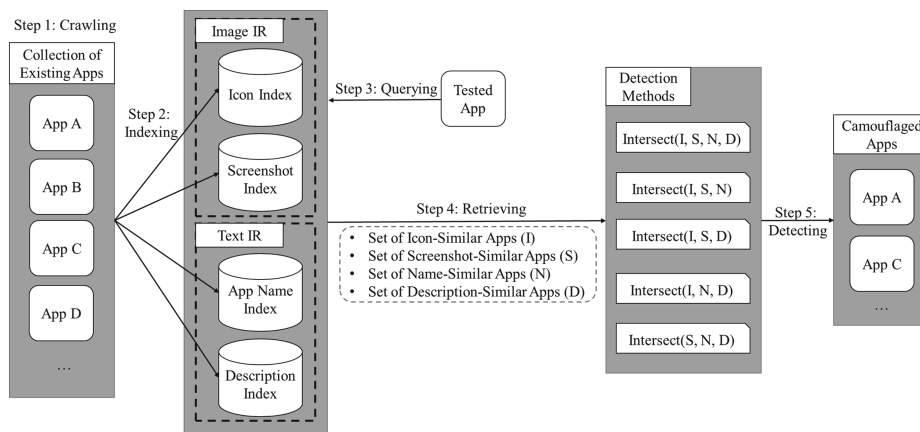 Step 1: Crawling
Collection of
Existing Apps
App A
App B
App C
App D
...
Step 2:
Indexing
Image IR
Icon Index
Screenshot
Index
Text IR
App Name
Index
Description
Index
Step 3: Querying
Tested
App
Step 4: Retrieving
• Set of Icon-Similar Apps (I)
• Set of Screenshot-Similar Apps (S)
• Set of Name-Similar Apps (N)
• Set of Description-Similar Apps (D)
Detection
Methods
Intersect(I, S, N, D)
Intersect(I, S, N)
Intersect(I, S, D)
Intersect(I, N, D)
Intersect(S, N, D)
Step 5:
Detecting
Camouflaged
Apps
App A
App C
...